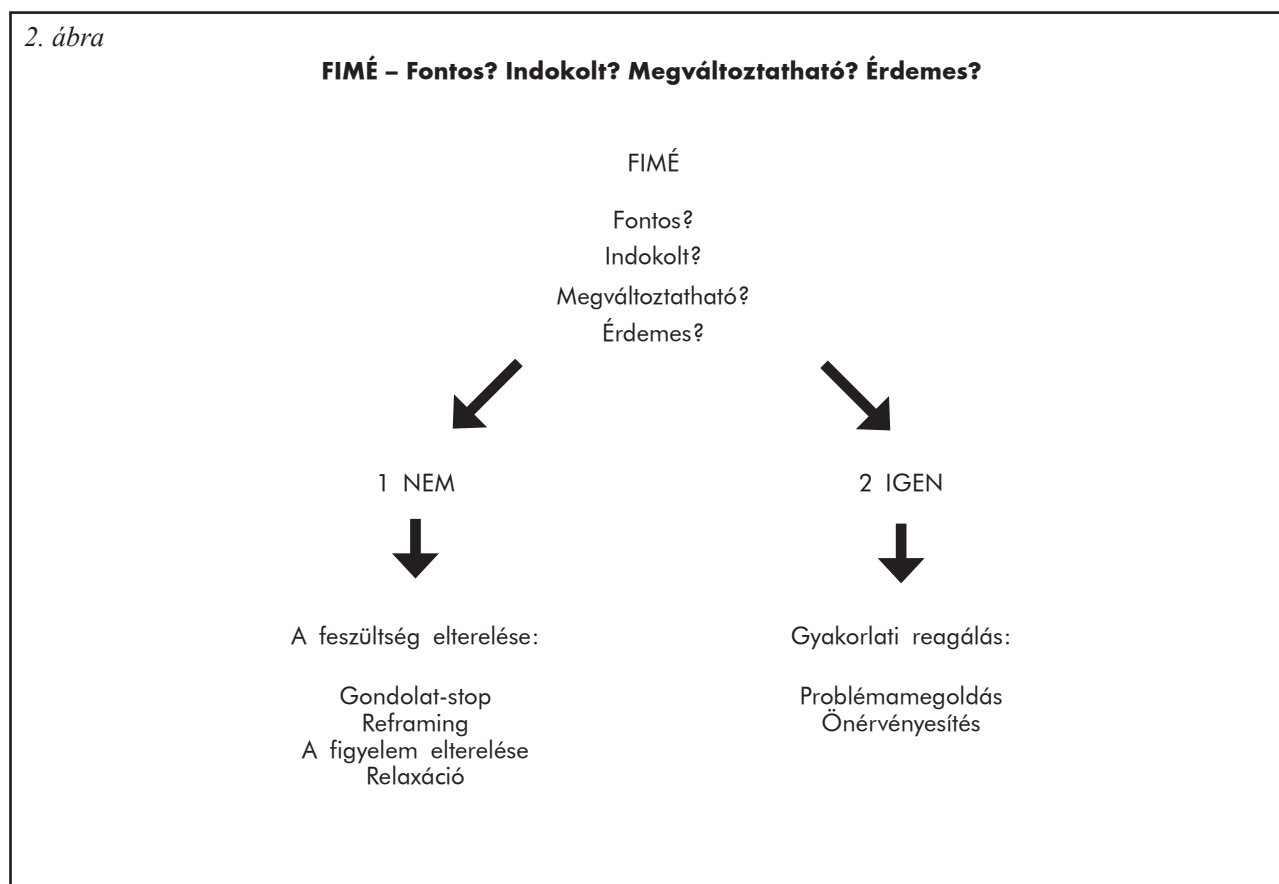 2. ábra
FIMÉ – Fontos? Indokolt? Megváltoztatható? Érdemes?
FIMÉ
Fontos?
Indokolt?
Megváltoztatható?
Érdemes?
1 NEM
2 IGEN
A feszültség elterelése:
Gyakorlati reagálás:
Gondolat-stop
Reframing
A figyelem elterelése
Relaxáció
Problémamegoldás
Önérvényesítés